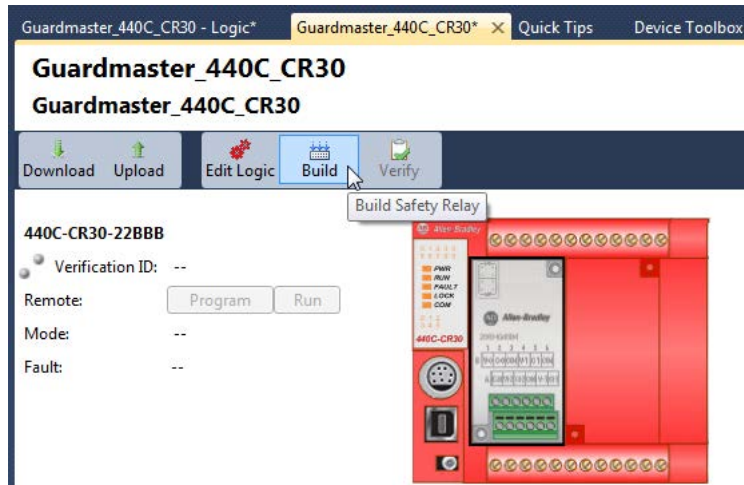 Guardmaster_440C_CR30 - Logic*
Guardmaster_440C_CR30*
Quick Tips
Device Toolbox
Guardmaster_440C_CR30
Guardmaster_440C_CR30
Download
Upload
Edit Logic
Build
Verify
Build Safety Relay
440C-CR30-22BBB
Verification ID: --
Remote: Program Run
Mode: --
Fault: --
Allen-Bradley
PWR
RUN
FAULT
LOCK
COM
440C-CR30
Allen-Bradley